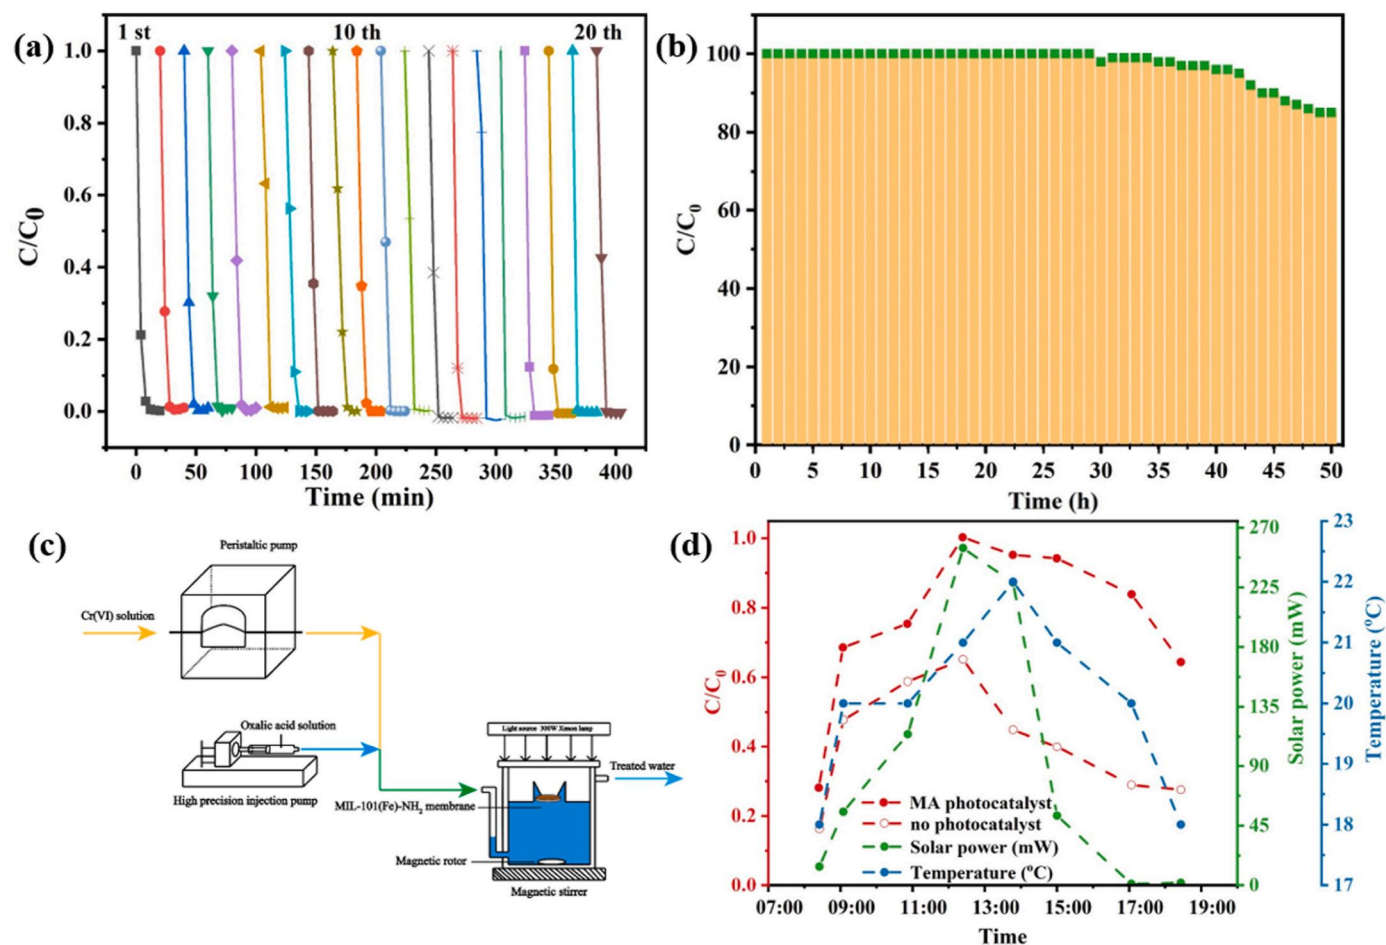 (a)
1 st
10 th
20 th
1.0
0.8
0.6
0.4
0.2
0.0
C/C0
0 50 100 150 200 250 300 350 400
Time (min)
(b)
100
80
60
40
20
0
C/C0
0 5 10 15 20 25 30 35 40 45 50
Time (h)
(c)
Peristaltic pump
Cr(VI) solution
Oxalic acid solution
High precision injection pump
Light source 300W Xenon lamp
Treated water
MIL-101(Fe)-NH2 membrane
Magnetic rotor
Magnetic stirrer
(d)
1.0
0.8
0.6
0.4
0.2
0.0
C/C0
MA photocatalyst
no photocatalyst
Solar power (mW)
Temperature (oC)
07:00 09:00 11:00 13:00 15:00 17:00 19:00
Time
270
225
180
135
90
45
0
Solar power (mW)
23
22
21
20
19
18
17
Temperature (oC)